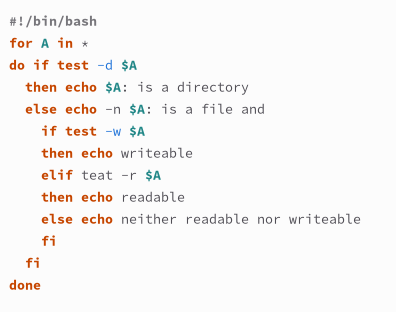 #!/bin/bash
for A in *
do if test -d $A
then echo $A: is a directory
else echo -n $A: is a file and
if test -w $A
then echo writeable
elif teat -r $A
then echo readable
else echo neither readable nor writeable
fi
fi
done